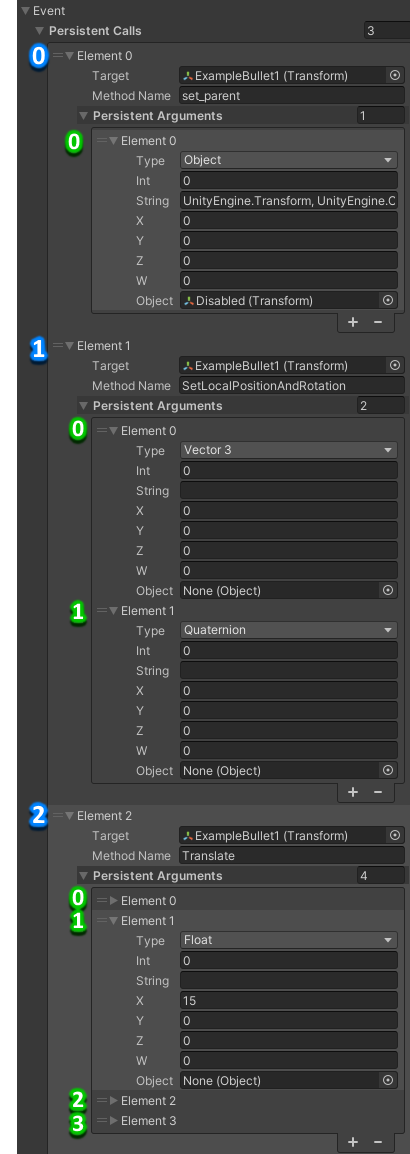 Event
Persistent Calls 3
0 Element 0
Target ExampleBullet1 (Transform)
Method Name set_parent
Persistent Arguments 1
0 Element 0
Type Object
Int 0
String UnityEngine.Transform, UnityEngine.C
X 0
Y 0
Z 0
W 0
Object Disabled (Transform)
+ −
1 Element 1
Target ExampleBullet1 (Transform)
Method Name SetLocalPositionAndRotation
Persistent Arguments 2
0 Element 0
Type Vector 3
Int 0
String
X 0
Y 0
Z 0
W 0
Object None (Object)
1 Element 1
Type Quaternion
Int 0
String
X 0
Y 0
Z 0
W 0
Object None (Object)
+ −
2 Element 2
Target ExampleBullet1 (Transform)
Method Name Translate
Persistent Arguments 4
0 Element 0
1 Element 1
Type Float
Int 0
String
X 15
Y 0
Z 0
W 0
Object None (Object)
2 Element 2
3 Element 3
+ −